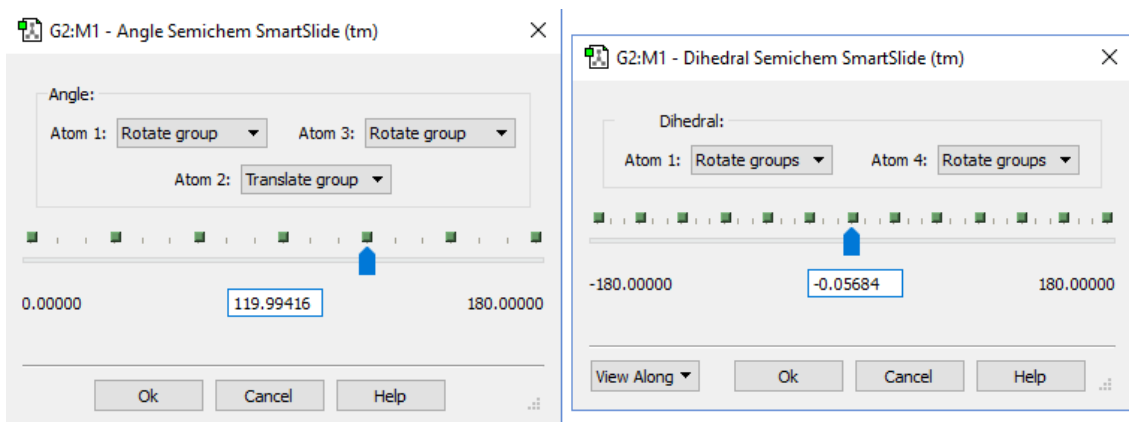 G2:M1 - Angle Semichem SmartSlide (tm)
Angle:
Atom 1: Rotate group Atom 3: Rotate group
Atom 2: Translate group
0.00000 119.99416 180.00000
Ok Cancel Help
G2:M1 - Dihedral Semichem SmartSlide (tm)
Dihedral:
Atom 1: Rotate groups Atom 4: Rotate groups
-180.00000 -0.05684 180.00000
View Along Ok Cancel Help